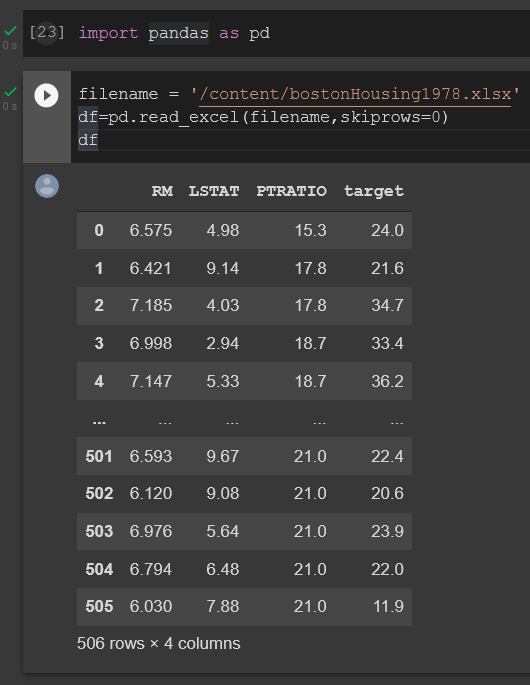 [23] import pandas as pd
0s
filename = '/content/bostonHousing1978.xlsx'
0s
df=pd.read_excel(filename,skiprows=0)
df
RM LSTAT PTRATIO target
0 6.575 4.98 15.3 24.0
1 6.421 9.14 17.8 21.6
2 7.185 4.03 17.8 34.7
3 6.998 2.94 18.7 33.4
4 7.147 5.33 18.7 36.2
... ... ... ... ...
501 6.593 9.67 21.0 22.4
502 6.120 9.08 21.0 20.6
503 6.976 5.64 21.0 23.9
504 6.794 6.48 21.0 22.0
505 6.030 7.88 21.0 11.9
506 rows × 4 columns